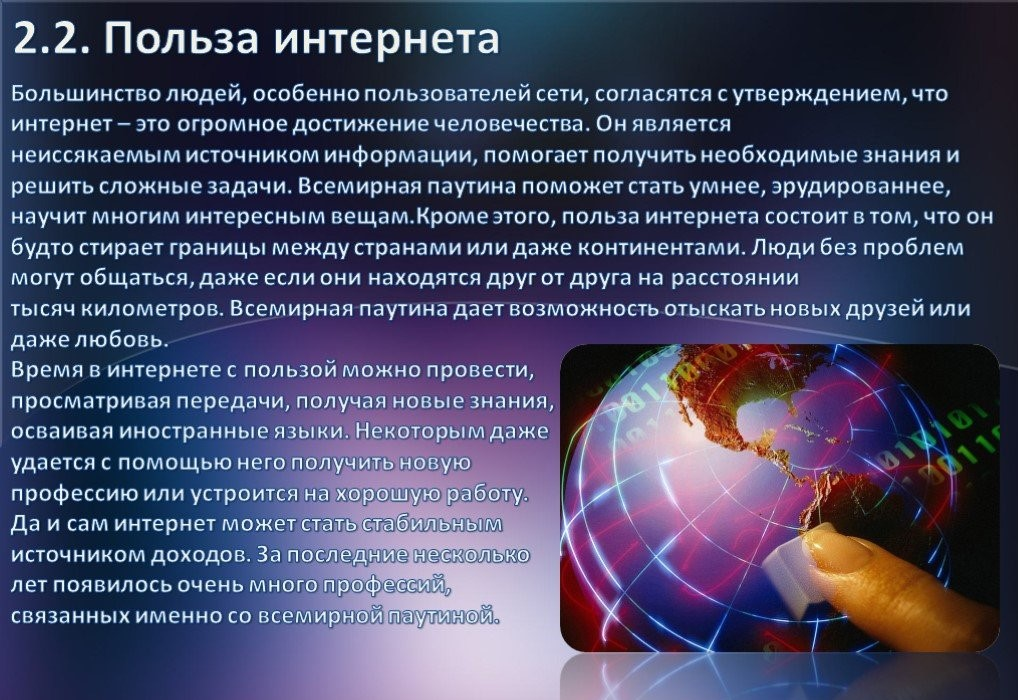 2.2. Польза интернета
Большинство людей, особенно пользователей сети, согласятся с утверждением, что
интернет – это огромное достижение человечества. Он является
неиссякаемым источником информации, помогает получить необходимые знания и
решить сложные задачи. Всемирная паутина поможет стать умнее, эрудированнее,
научит многим интересным вещам.Кроме этого, польза интернета состоит в том, что он
будто стирает границы между странами или даже континентами. Люди без проблем
могут общаться, даже если они находятся друг от друга на расстоянии
тысяч километров. Всемирная паутина дает возможность отыскать новых друзей или
даже любовь.
Время в интернете с пользой можно провести,
просматривая передачи, получая новые знания,
осваивая иностранные языки. Некоторым даже
удается с помощью него получить новую
профессию или устроится на хорошую работу.
Да и сам интернет может стать стабильным
источником доходов. За последние несколько
лет появилось очень много профессий,
связанных именно со всемирной паутиной.